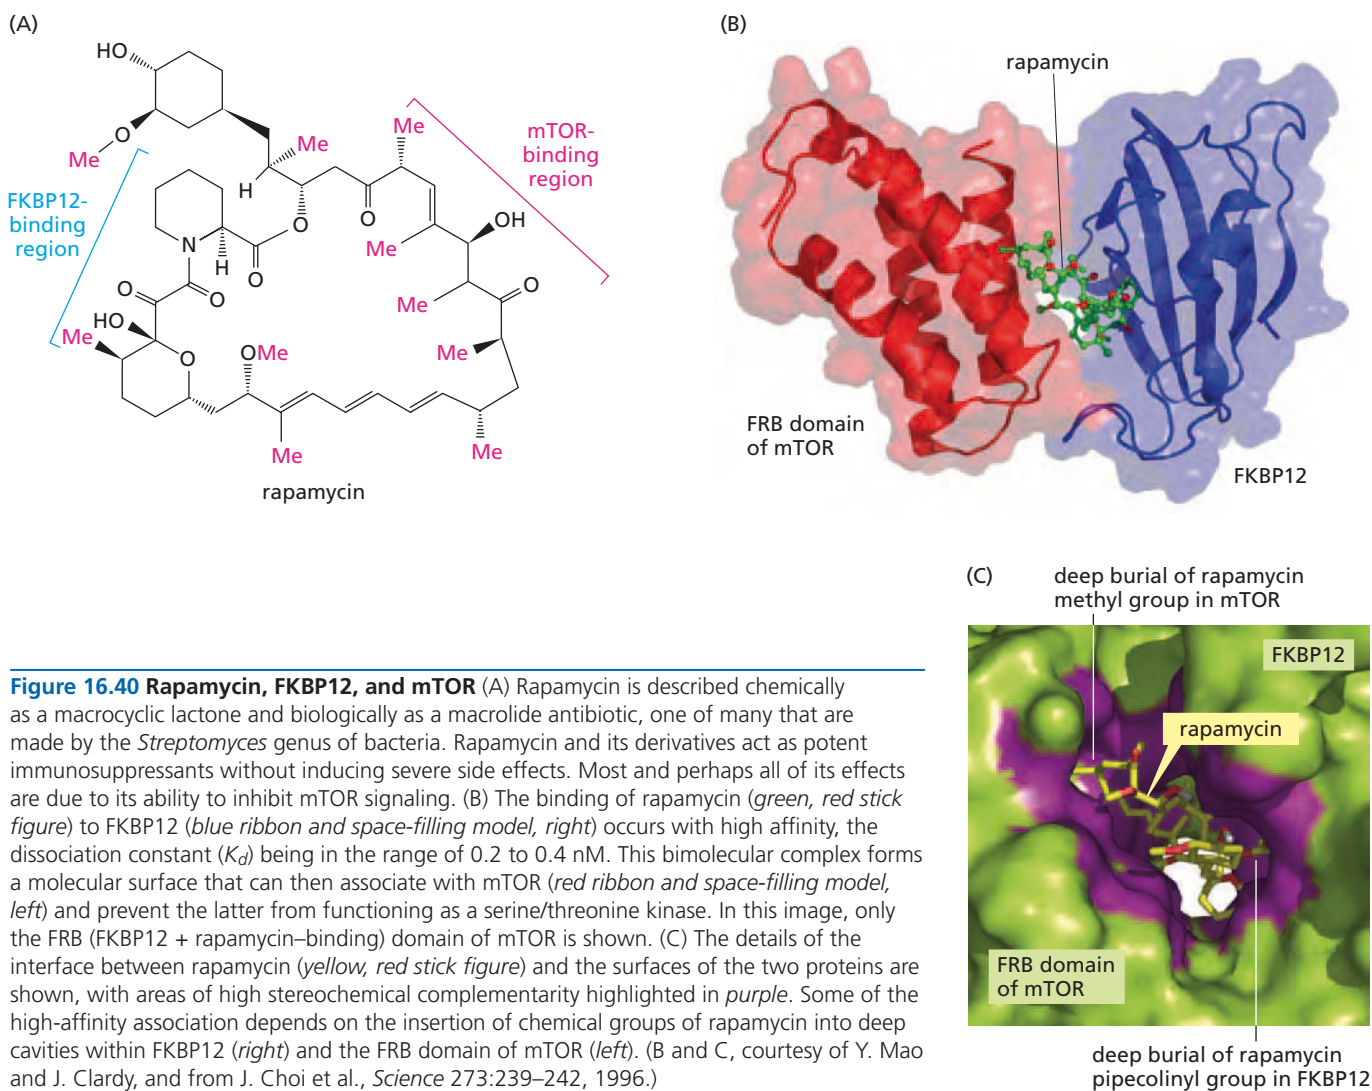 (A)
HO
O
Me
Me
H
Me
mTOR-
binding
region
FKBP12-
binding
region
N
H
O
O
O
Me
OH
O
Me
O
O
HO
Me
O
OMe
Me
Me
Me
rapamycin
(B)
rapamycin
FRB domain
of mTOR
FKBP12
(C)
deep burial of rapamycin
methyl group in mTOR
FKBP12
rapamycin
FRB domain
of mTOR
deep burial of rapamycin
pipecolinyl group in FKBP12
Figure 16.40 Rapamycin, FKBP12, and mTOR (A) Rapamycin is described chemically
as a macrocyclic lactone and biologically as a macrolide antibiotic, one of many that are
made by the Streptomyces genus of bacteria. Rapamycin and its derivatives act as potent
immunosuppressants without inducing severe side effects. Most and perhaps all of its effects
are due to its ability to inhibit mTOR signaling. (B) The binding of rapamycin (green, red stick
figure) to FKBP12 (blue ribbon and space-filling model, right) occurs with high affinity, the
dissociation constant (Kd) being in the range of 0.2 to 0.4 nM. This bimolecular complex forms
a molecular surface that can then associate with mTOR (red ribbon and space-filling model,
left) and prevent the latter from functioning as a serine/threonine kinase. In this image, only
the FRB (FKBP12 + rapamycin–binding) domain of mTOR is shown. (C) The details of the
interface between rapamycin (yellow, red stick figure) and the surfaces of the two proteins are
shown, with areas of high stereochemical complementarity highlighted in purple. Some of the
high-affinity association depends on the insertion of chemical groups of rapamycin into deep
cavities within FKBP12 (right) and the FRB domain of mTOR (left). (B and C, courtesy of Y. Mao
and J. Clardy, and from J. Choi et al., Science 273:239–242, 1996.)